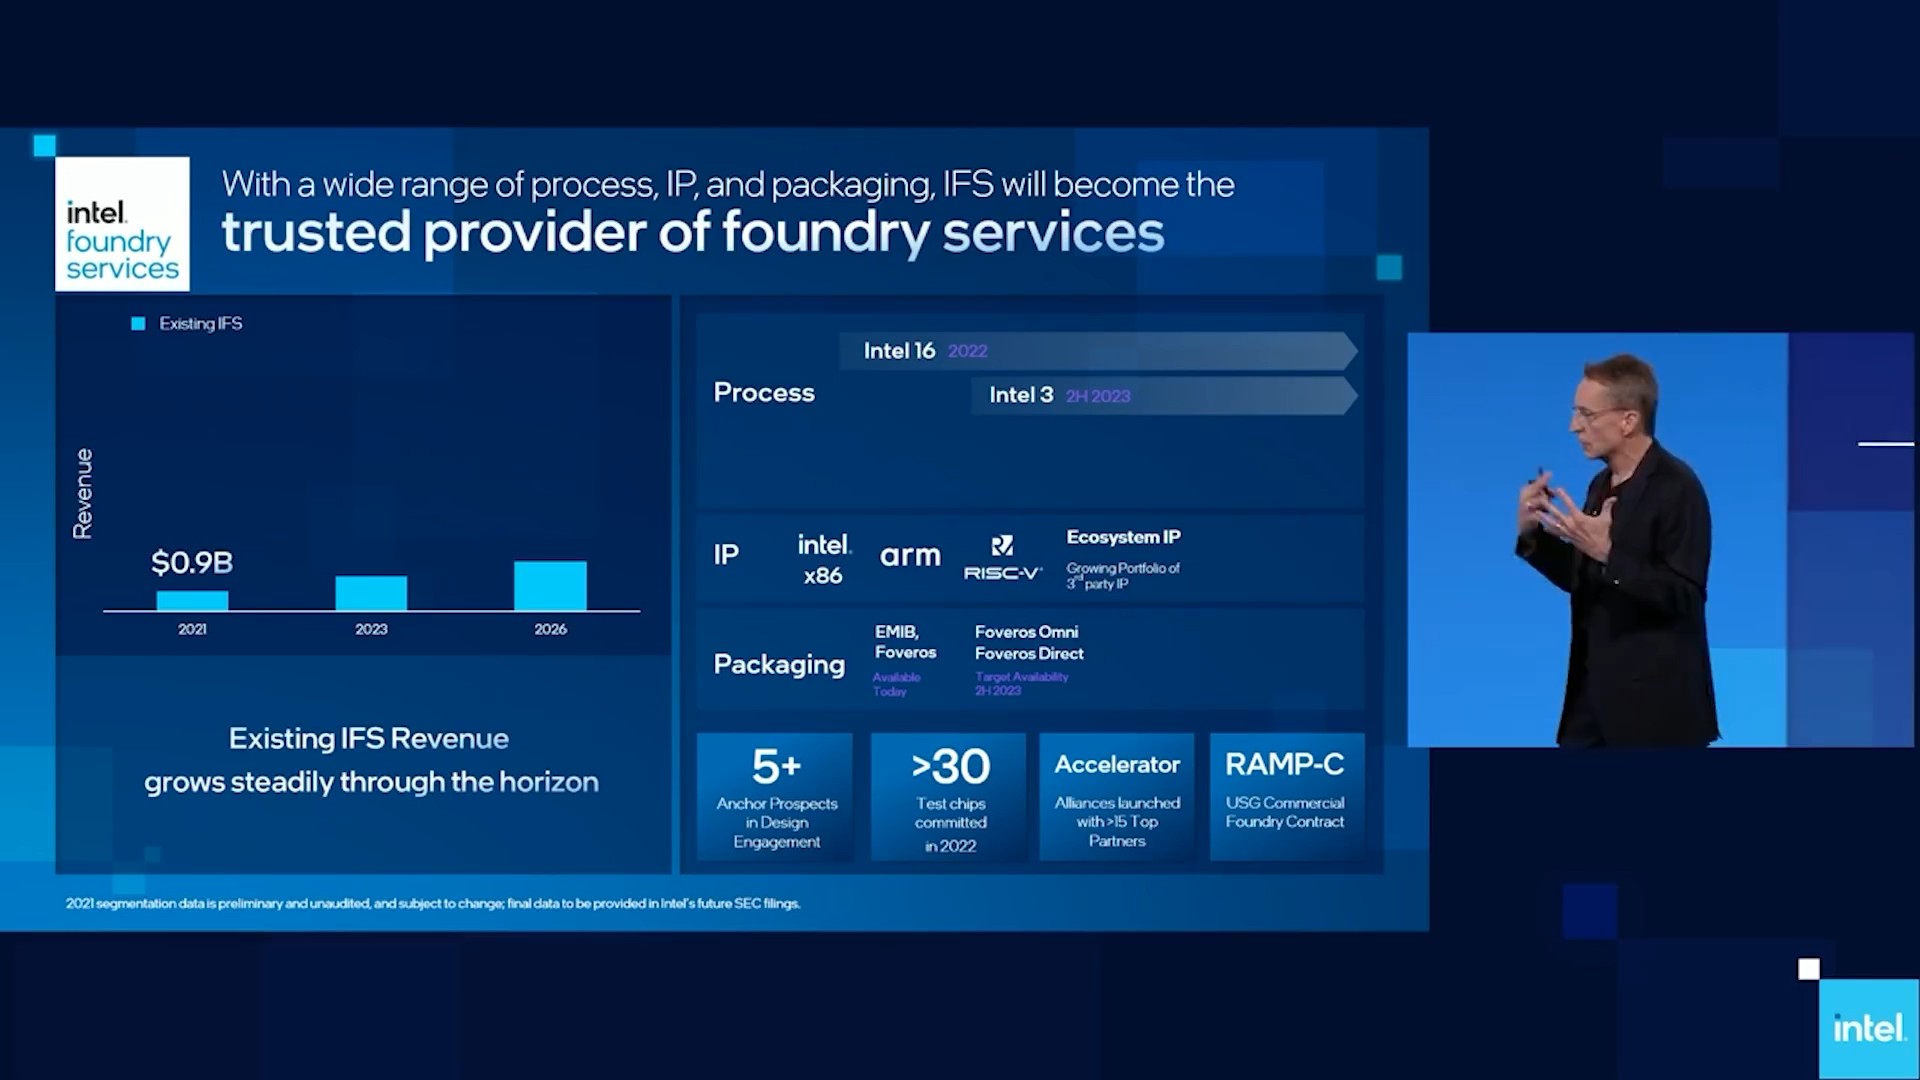 intel.
foundry
services
With a wide range of process, IP, and packaging, IFS will become the
trusted provider of foundry services
Existing IFS
Revenue
$0.9B
2021
2023
2026
Existing IFS Revenue
grows steadily through the horizon
Process
Intel 16 2022
Intel 3 2H 2023
IP
intel.
x86
arm
RISC-V®
Ecosystem IP
Growing Portfolio of
3rd party IP
Packaging
EMIB,
Foveros
Available
Today
Foveros Omni
Foveros Direct
Target Availability
2H 2023
5+
Anchor Prospects
in Design
Engagement
>30
Test chips
committed
in 2022
Accelerator
Alliances launched
with >15 Top
Partners
RAMP-C
USG Commercial
Foundry Contract
2021 segmentation data is preliminary and unaudited, and subject to change; final data to be provided in Intel's future SEC filings.
intel.